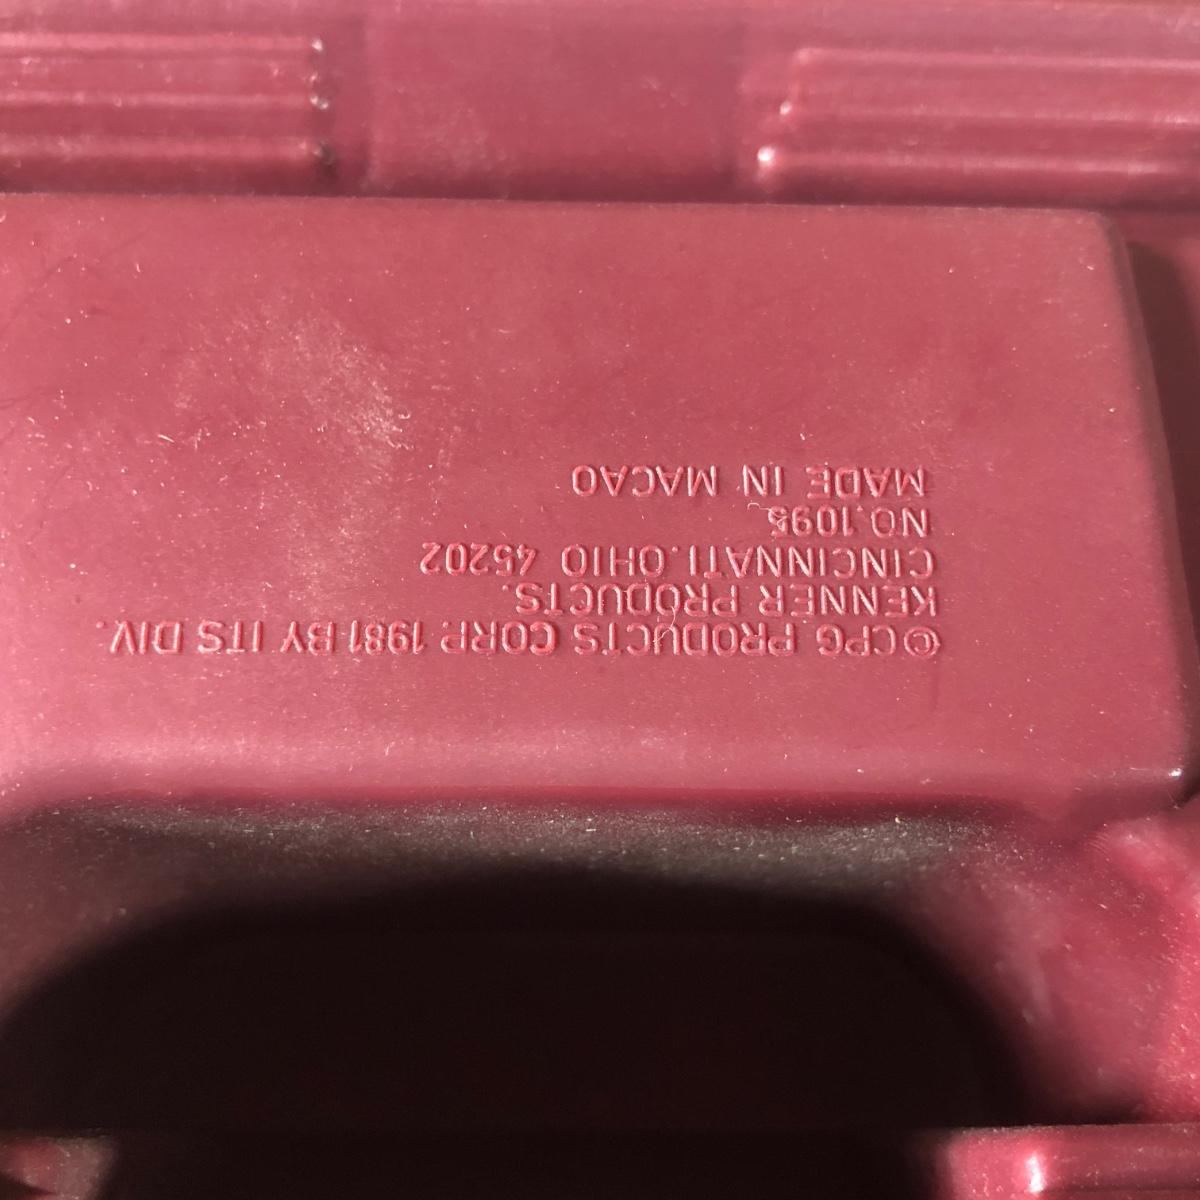 ©CPG PRODUCTS CORP. 1981 BY ITS DIV.
KENNER PRODUCTS.
CINCINNATI.OHIO 45202
NO.1095
MADE IN MACAO